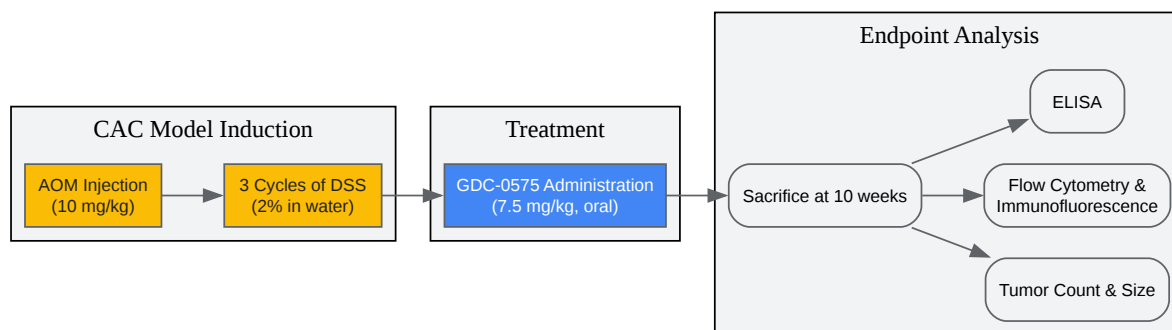 CAC Model Induction
AOM Injection
(10 mg/kg)
3 Cycles of DSS
(2% in water)
Treatment
GDC-0575 Administration
(7.5 mg/kg, oral)
Endpoint Analysis
Sacrifice at 10 weeks
ELISA
Flow Cytometry &
Immunofluorescence
Tumor Count & Size